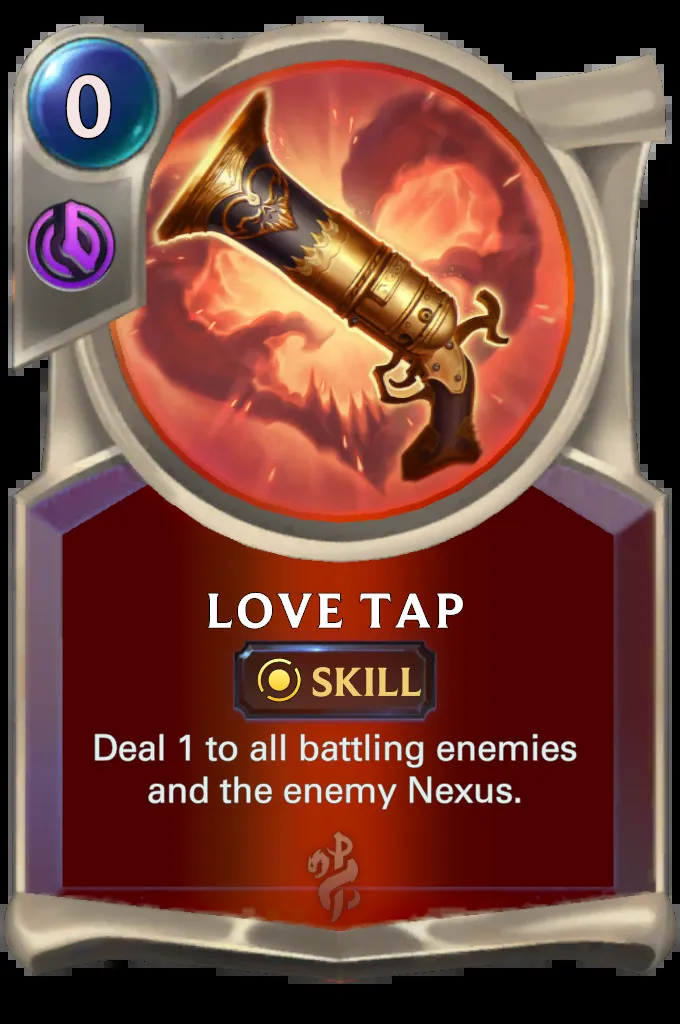 0
LOVE TAP
SKILL
Deal 1 to all battling enemies
and the enemy Nexus.